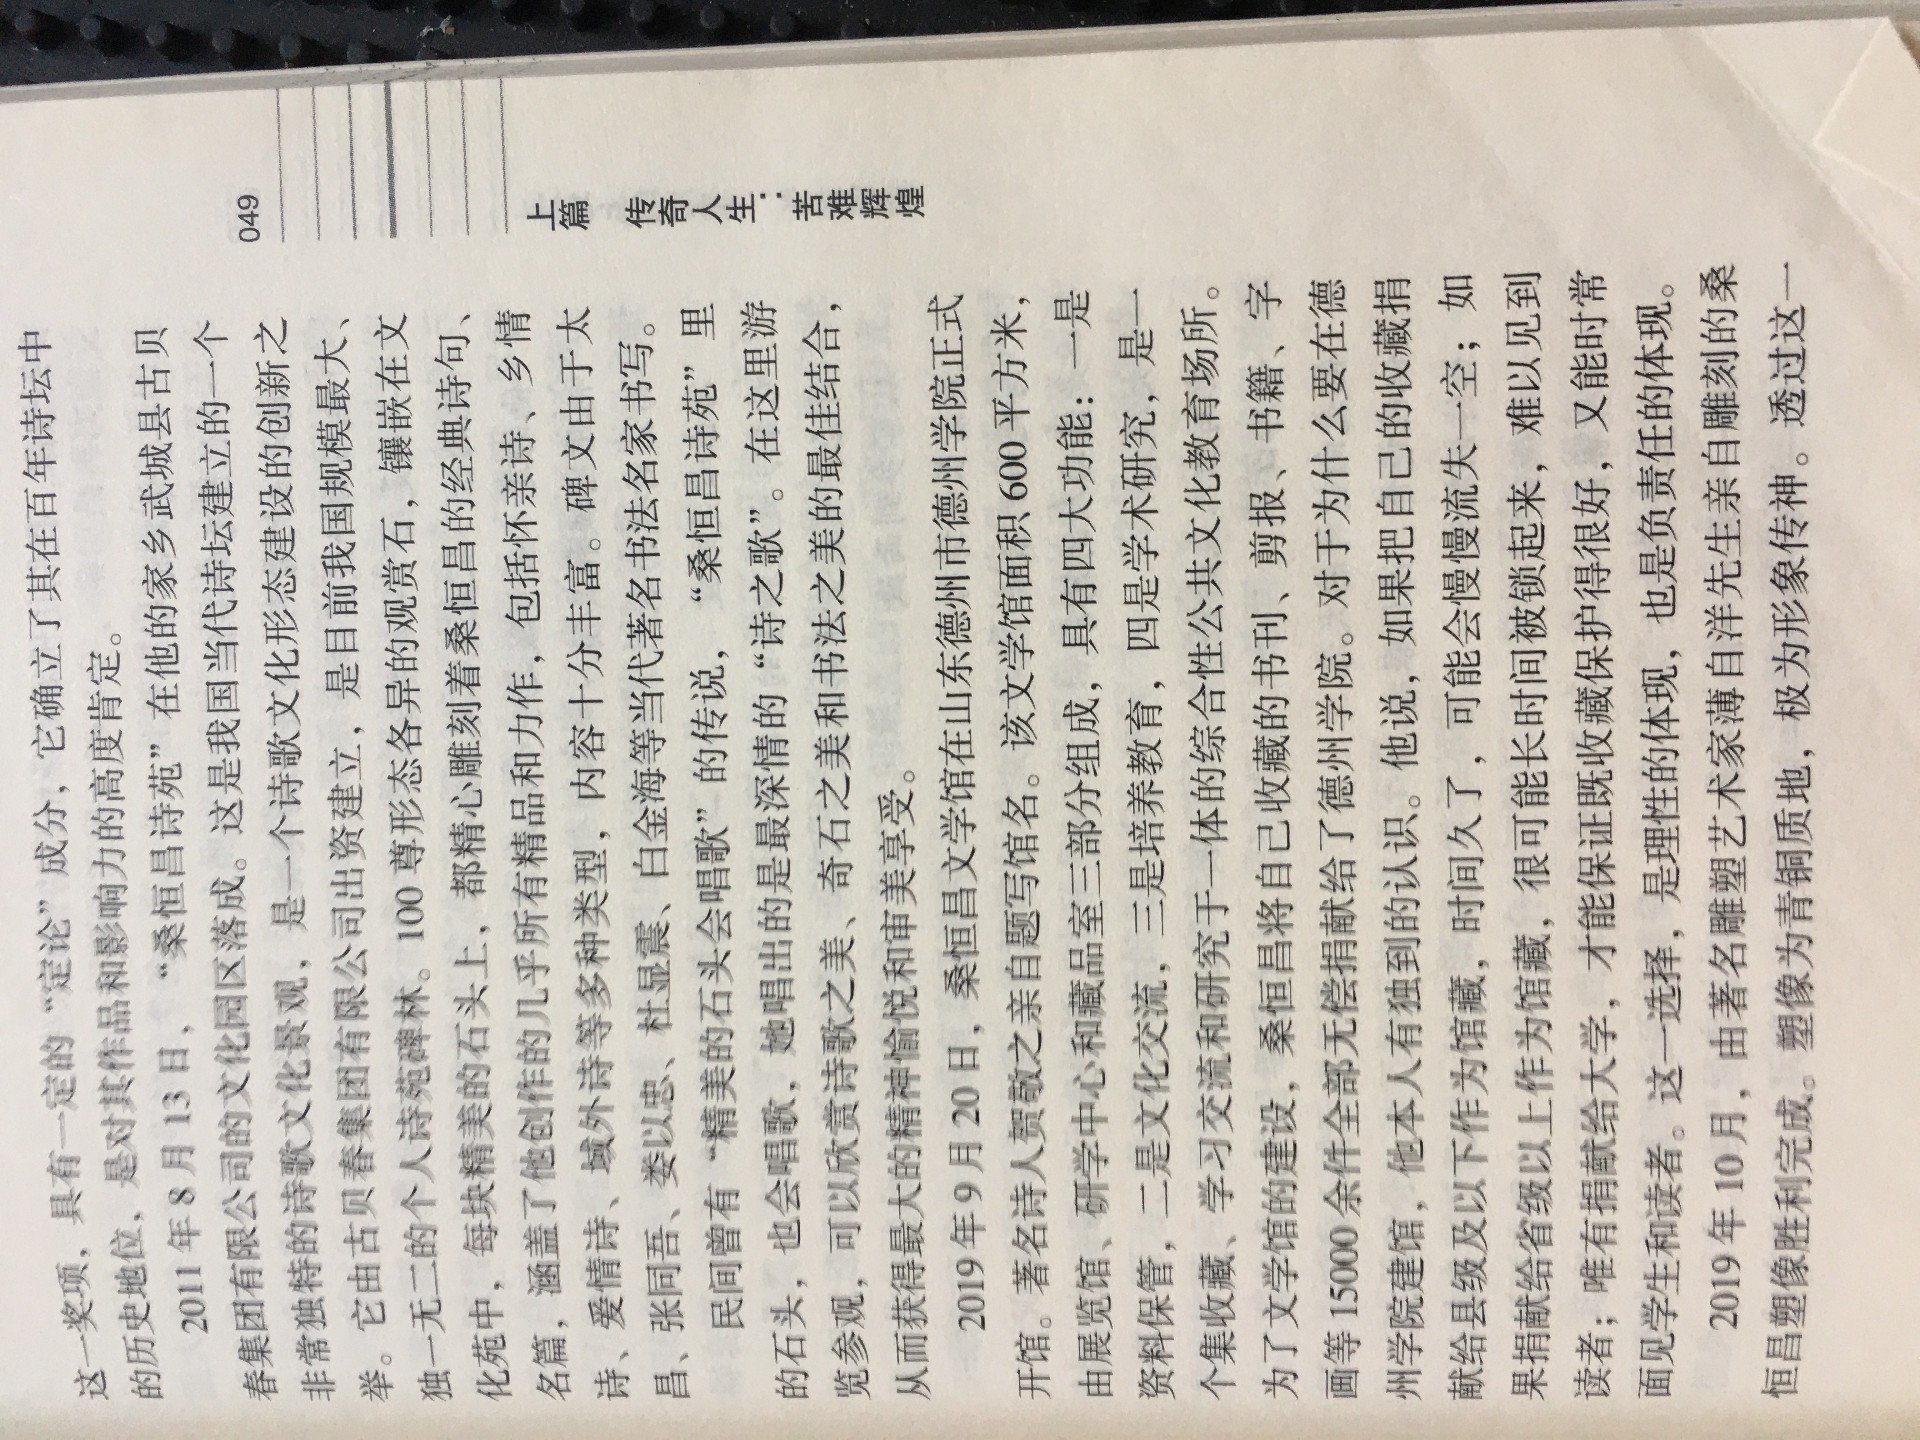 049
上篇 传奇人生：苦难辉煌
这一奖项，具有一定的“定论”成分，它确立了其在百年诗坛中
的历史地位，是对其作品和影响力的高度肯定。
2011 年 8 月 13 日，“桑恒昌诗苑”在他的家乡武城县古贝
春集团有限公司的文化园区落成。这是我国当代诗坛建立的一个
非常独特的诗歌文化景观，是一个诗歌文化形态建设的创新之
举。它由古贝春集团有限公司出资建立，是目前我国规模最大、
独一无二的个人诗苑碑林。100 尊形态各异的观赏石，镶嵌在文
化苑中，每块精美的石头上，都精心雕刻着桑恒昌的经典诗句、
名篇，涵盖了他创作的几乎所有精品和力作，包括怀亲诗、乡情
诗、爱情诗、域外诗等多种类型，内容十分丰富。碑文由于太
昌、张同吾、娄以忠、杜显震、白金海等当代著名书法名家书写。
民间曾有“精美的石头会唱歌”的传说，“桑恒昌诗苑”里
的石头，也会唱歌，她唱出的是最深情的“诗之歌”。在这里游
览参观，可以欣赏诗歌之美、奇石之美和书法之美的最佳结合，
从而获得最大的精神愉悦和审美享受。
2019 年 9 月 20 日，桑恒昌文学馆在山东德州市德州学院正式
开馆。著名诗人贺敬之亲自题写馆名。该文学馆面积 600 平方米，
由展览馆、研学中心和藏品室三部分组成，具有四大功能：一是
资料保管，二是文化交流，三是培养教育，四是学术研究，是一
个集收藏、学习交流和研究于一体的综合性公共文化教育场所。
为了文学馆的建设，桑恒昌将自己收藏的书刊、剪报、书籍、字
画等 15000 余件全部无偿捐献给了德州学院。对于为什么要在德
州学院建馆，他本人有独到的认识。他说，如果把自己的收藏捐
献给县级及以下作为馆藏，时间久了，可能会慢慢流失一空；如
果捐献给省级以上作为馆藏，很可能长时间被锁起来，难以见到
读者；唯有捐献给大学，才能保证既收藏保护得很好，又能时常
面见学生和读者。这一选择，是理性的体现，也是负责任的体现。
2019 年 10 月，由著名雕塑艺术家薄自洋先生亲自雕刻的桑
恒昌塑像胜利完成。塑像为青铜质地，极为形象传神。透过这一